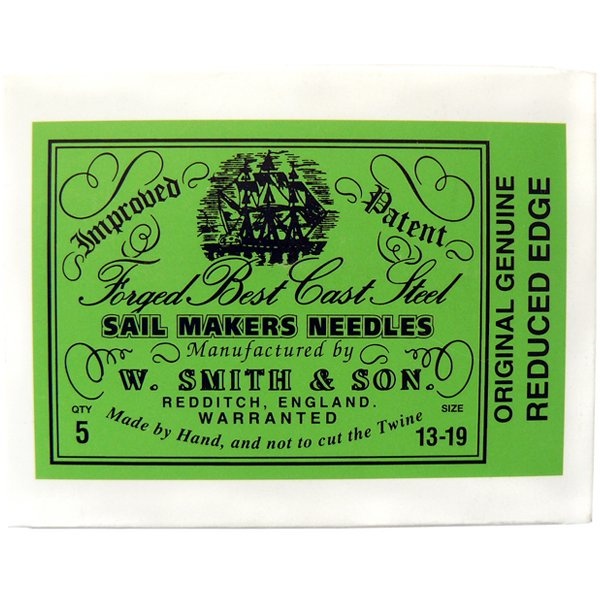 Improved Patent
Forged Best Cast Steel
SAIL MAKERS NEEDLES
Manufactured by
W. SMITH & SON.
REDDITCH, ENGLAND.
WARRANTED
Made by Hand, and not to cut the Twine
QTY
5
SIZE
13-19
ORIGINAL GENUINE
REDUCED EDGE